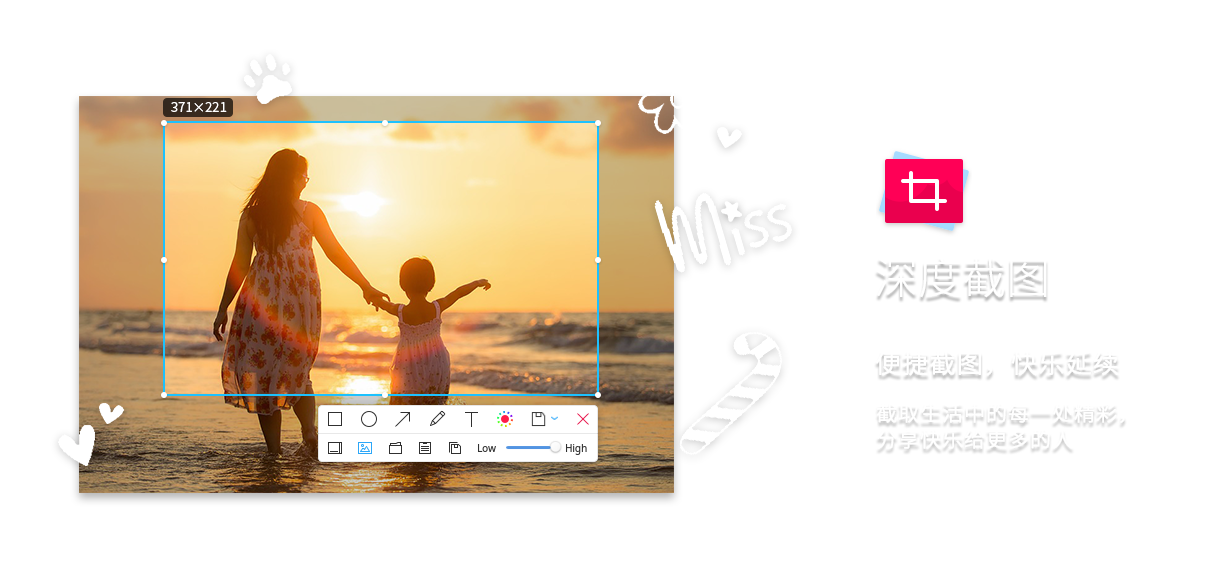 371×221
Miss
Low
High
深度截图
便捷截图，快乐延续
截取生活中的每一处精彩，
分享快乐给更多的人